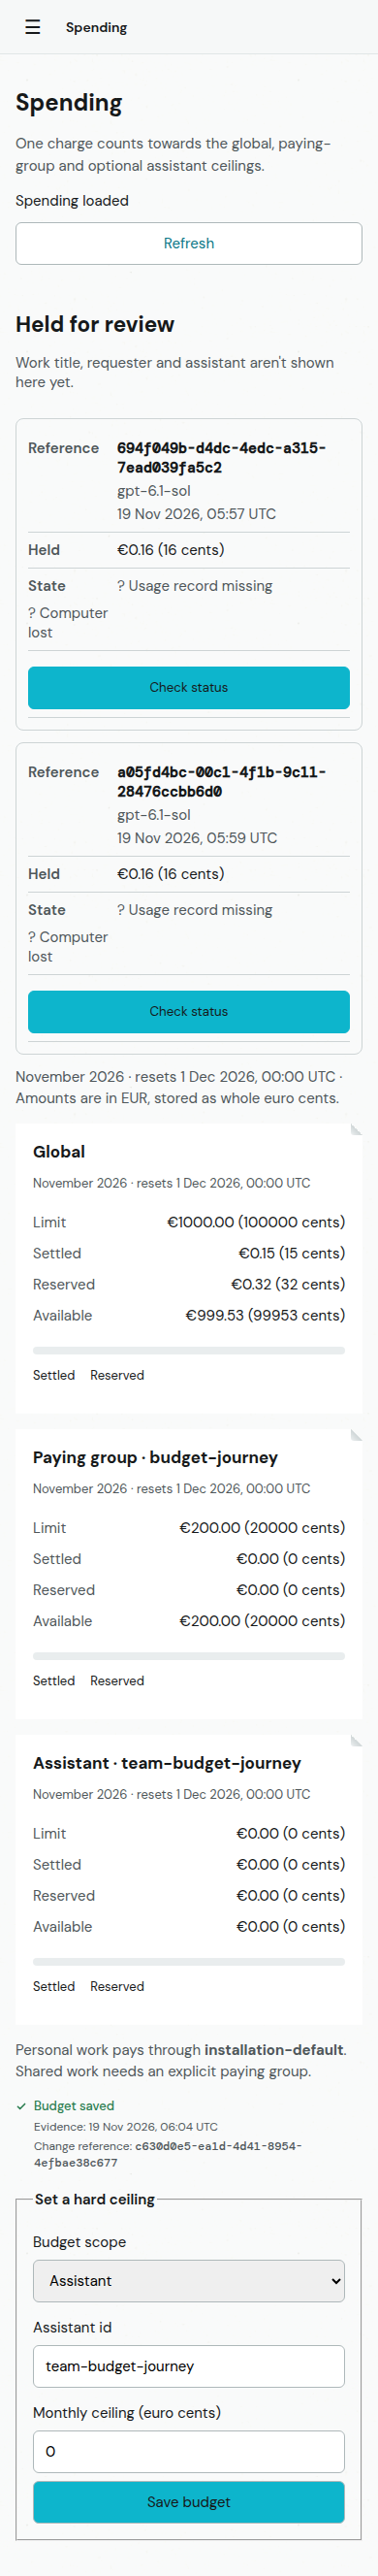 ☰ Spending
Spending
One charge counts towards the global, paying-
group and optional assistant ceilings.
Spending loaded
Refresh
Held for review
Work title, requester and assistant aren't shown
here yet.
Reference 694f049b-d4dc-4edc-a315-
7ead039fa5c2
gpt-6.1-sol
19 Nov 2026, 05:57 UTC
Held €0.16 (16 cents)
State ? Usage record missing
? Computer
lost
Check status
Reference a05fd4bc-00c1-4f1b-9c11-
28476ccbb6d0
gpt-6.1-sol
19 Nov 2026, 05:59 UTC
Held €0.16 (16 cents)
State ? Usage record missing
? Computer
lost
Check status
November 2026 · resets 1 Dec 2026, 00:00 UTC ·
Amounts are in EUR, stored as whole euro cents.
Global
November 2026 · resets 1 Dec 2026, 00:00 UTC
Limit €1000.00 (100000 cents)
Settled €0.15 (15 cents)
Reserved €0.32 (32 cents)
Available €999.53 (99953 cents)
Settled Reserved
Paying group · budget-journey
November 2026 · resets 1 Dec 2026, 00:00 UTC
Limit €200.00 (20000 cents)
Settled €0.00 (0 cents)
Reserved €0.00 (0 cents)
Available €200.00 (20000 cents)
Settled Reserved
Assistant · team-budget-journey
November 2026 · resets 1 Dec 2026, 00:00 UTC
Limit €0.00 (0 cents)
Settled €0.00 (0 cents)
Reserved €0.00 (0 cents)
Available €0.00 (0 cents)
Settled Reserved
Personal work pays through installation-default.
Shared work needs an explicit paying group.
✓ Budget saved
Evidence: 19 Nov 2026, 06:04 UTC
Change reference: c630d0e5-ea1d-4d41-8954-
4efbae38c677
Set a hard ceiling
Budget scope
Assistant
Assistant id
team-budget-journey
Monthly ceiling (euro cents)
0
Save budget